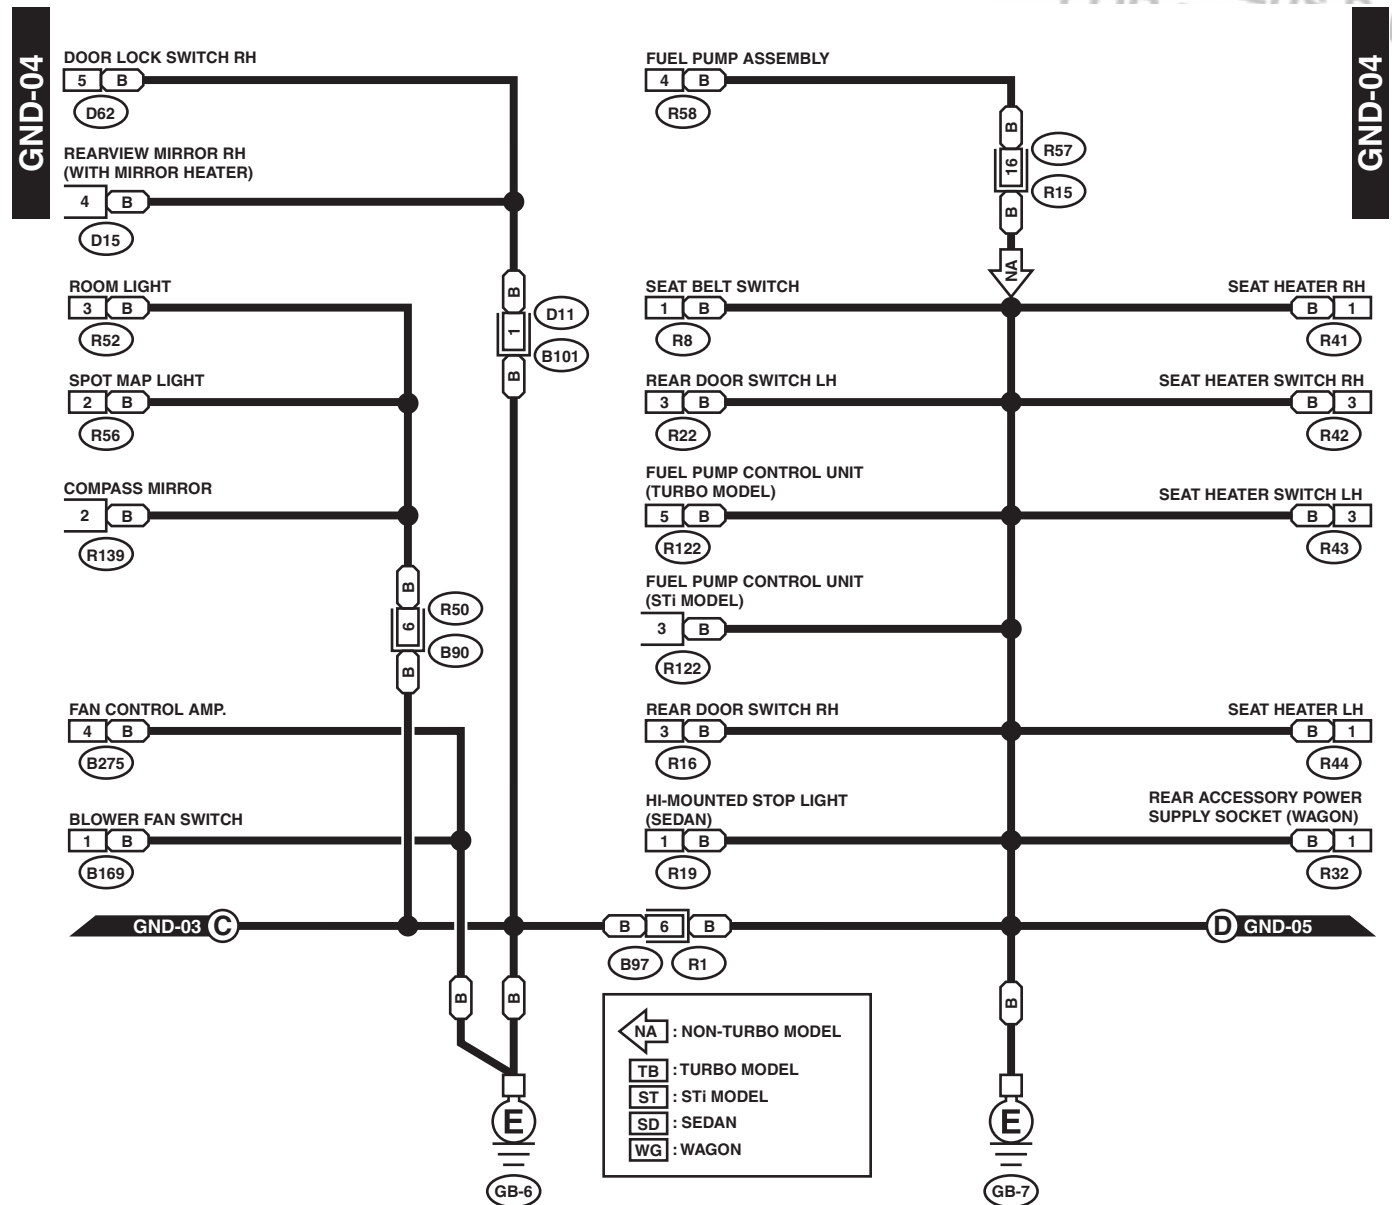 GND-04
GND-04
DOOR LOCK SWITCH RH
5 B
D62
REARVIEW MIRROR RH
(WITH MIRROR HEATER)
4 B
D15
ROOM LIGHT
3 B
R52
SPOT MAP LIGHT
2 B
R56
COMPASS MIRROR
2 B
R139
B
6
B
R50
B90
FAN CONTROL AMP.
4 B
B275
BLOWER FAN SWITCH
1 B
B169
B
1
B
D11
B101
FUEL PUMP ASSEMBLY
4 B
R58
B
16
B
R57
R15
NA
SEAT BELT SWITCH
1 B
R8
REAR DOOR SWITCH LH
3 B
R22
FUEL PUMP CONTROL UNIT
(TURBO MODEL)
5 B
R122
FUEL PUMP CONTROL UNIT
(STi MODEL)
3 B
R122
REAR DOOR SWITCH RH
3 B
R16
HI-MOUNTED STOP LIGHT
(SEDAN)
1 B
R19
SEAT HEATER RH
B 1
R41
SEAT HEATER SWITCH RH
B 3
R42
SEAT HEATER SWITCH LH
B 3
R43
SEAT HEATER LH
B 1
R44
REAR ACCESSORY POWER
SUPPLY SOCKET (WAGON)
B 1
R32
GND-03 C
B 6 B
B97 R1
D GND-05
B
B
B
E
GB-6
E
GB-7
NA : NON-TURBO MODEL
TB : TURBO MODEL
ST : STi MODEL
SD : SEDAN
WG : WAGON